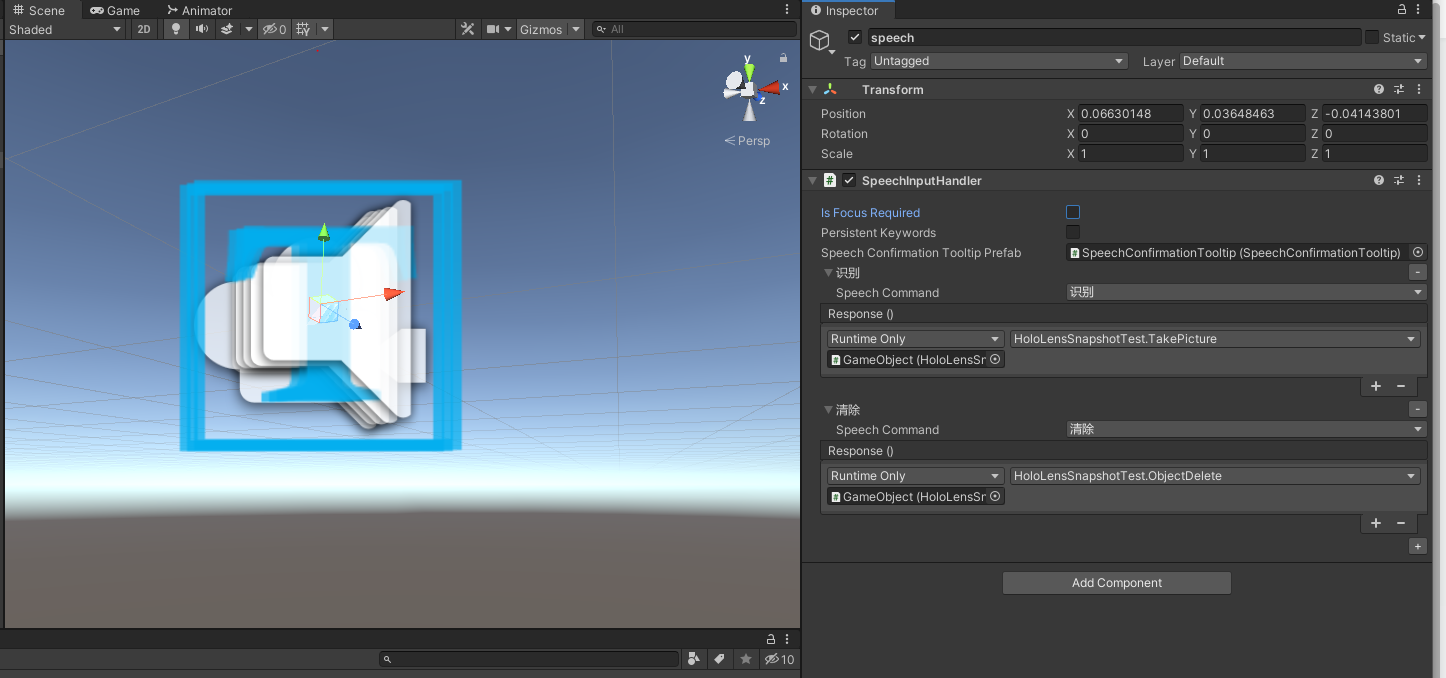 Scene Game Animator
Shaded 2D 0 Gizmos All
y
x
z
Persp
10
Inspector
speech Static
Tag Untagged Layer Default
Transform
Position X 0.06630148 Y 0.03648463 Z -0.04143801
Rotation X 0 Y 0 Z 0
Scale X 1 Y 1 Z 1
# SpeechInputHandler
Is Focus Required
Persistent Keywords
Speech Confirmation Tooltip Prefab # SpeechConfirmationTooltip (SpeechConfirmationTooltip)
识别 -
Speech Command 识别
Response ()
Runtime Only HoloLensSnapshotTest.TakePicture
# GameObject (HoloLensSr
+ −
清除 -
Speech Command 清除
Response ()
Runtime Only HoloLensSnapshotTest.ObjectDelete
# GameObject (HoloLensSr
+ −
+
Add Component